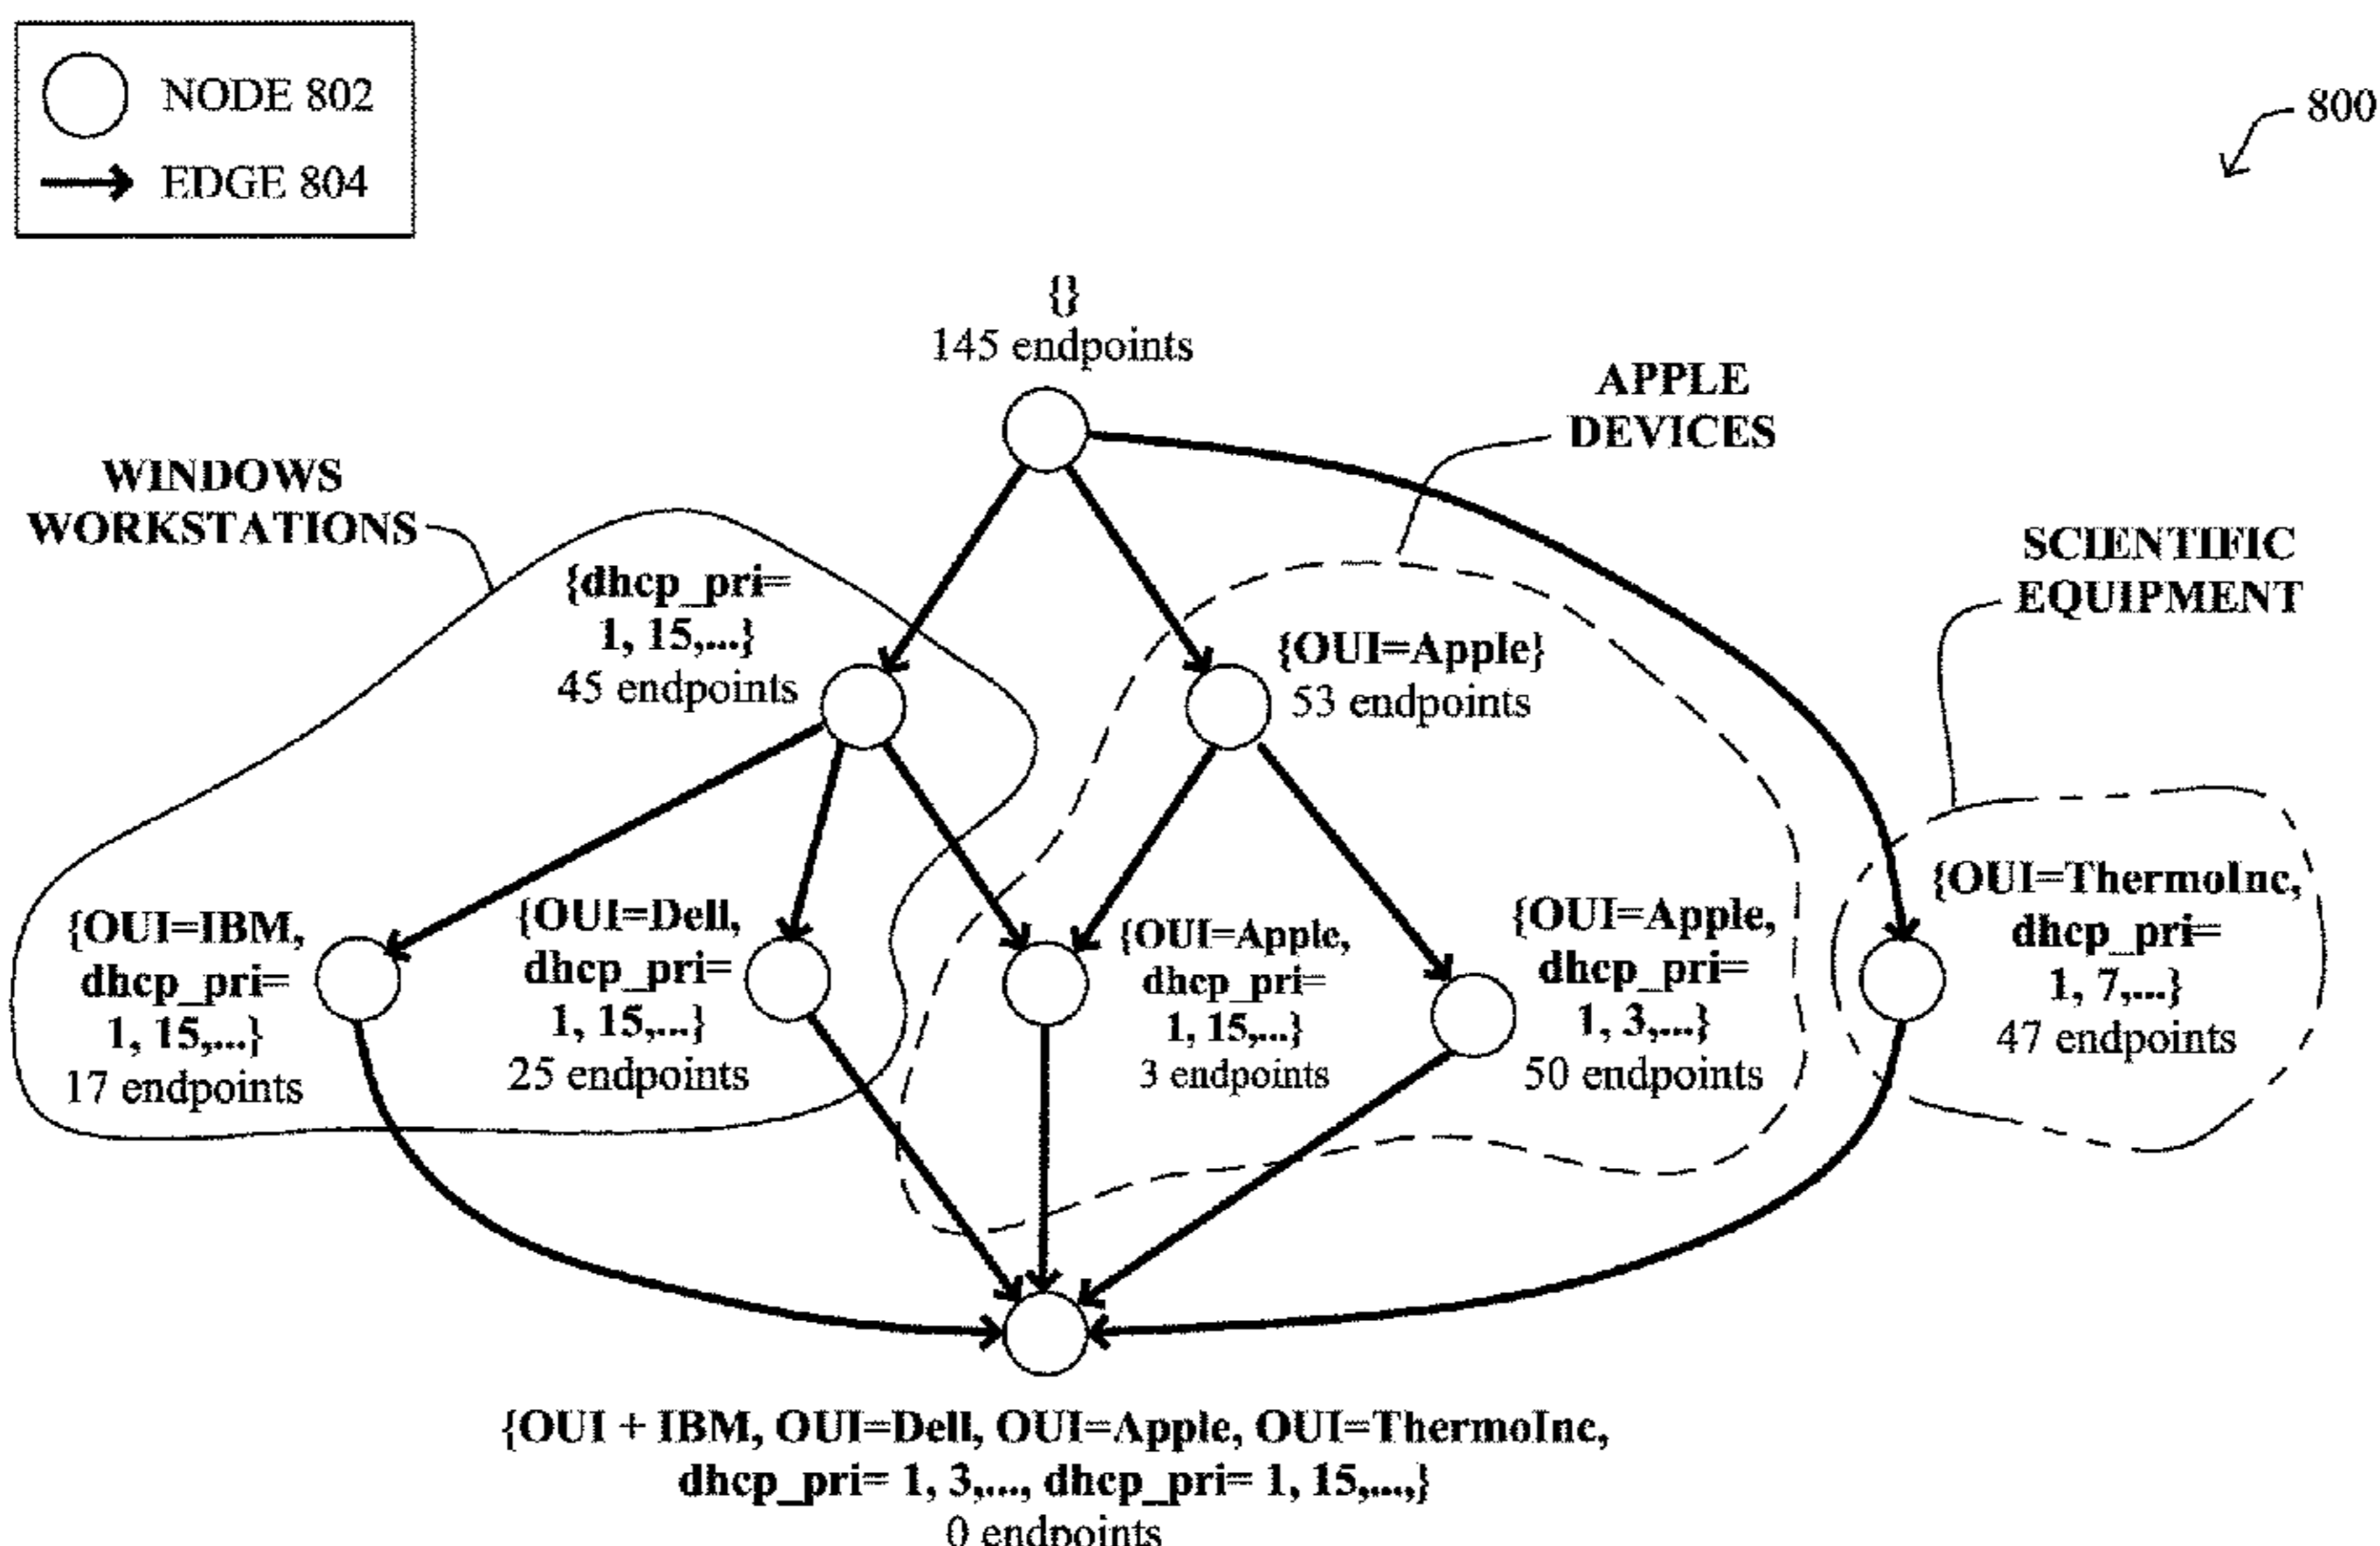 NODE 802
EDGE 804
800
{}
145 endpoints
APPLE
DEVICES
WINDOWS
WORKSTATIONS
SCIENTIFIC
EQUIPMENT
{dhcp_pri=
1, 15,...}
45 endpoints
{OUI=Apple}
53 endpoints
{OUI=IBM,
dhcp_pri=
1, 15,...}
17 endpoints
{OUI=Dell,
dhcp_pri=
1, 15,...}
25 endpoints
{OUI=Apple,
dhcp_pri=
1, 15,...}
3 endpoints
{OUI=Apple,
dhcp_pri=
1, 3,...}
50 endpoints
{OUI=ThermoInc,
dhcp_pri=
1, 7,...}
47 endpoints
{OUI + IBM, OUI=Dell, OUI=Apple, OUI=ThermoInc,
dhcp_pri= 1, 3,..., dhcp_pri= 1, 15,...,}
0 endpoints